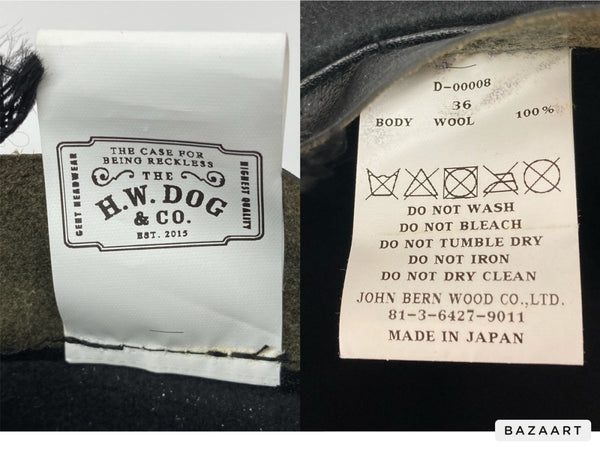 THE CASE FOR
BEING RECKLESS
THE
H.W. DOG
& CO.
EST. 2015
GENT HEADWEAR
HIGHEST QUALITY
D-00008
36
BODY WOOL 100%
DO NOT WASH
DO NOT BLEACH
DO NOT TUMBLE DRY
DO NOT IRON
DO NOT DRY CLEAN
JOHN BERN WOOD CO.,LTD.
81-3-6427-9011
MADE IN JAPAN
BAZAART